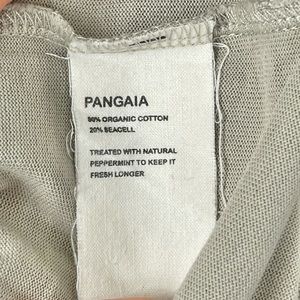 PANGAIA
80% ORGANIC COTTON
20% SEACELL
TREATED WITH NATURAL
PEPPERMINT TO KEEP IT
FRESH LONGER